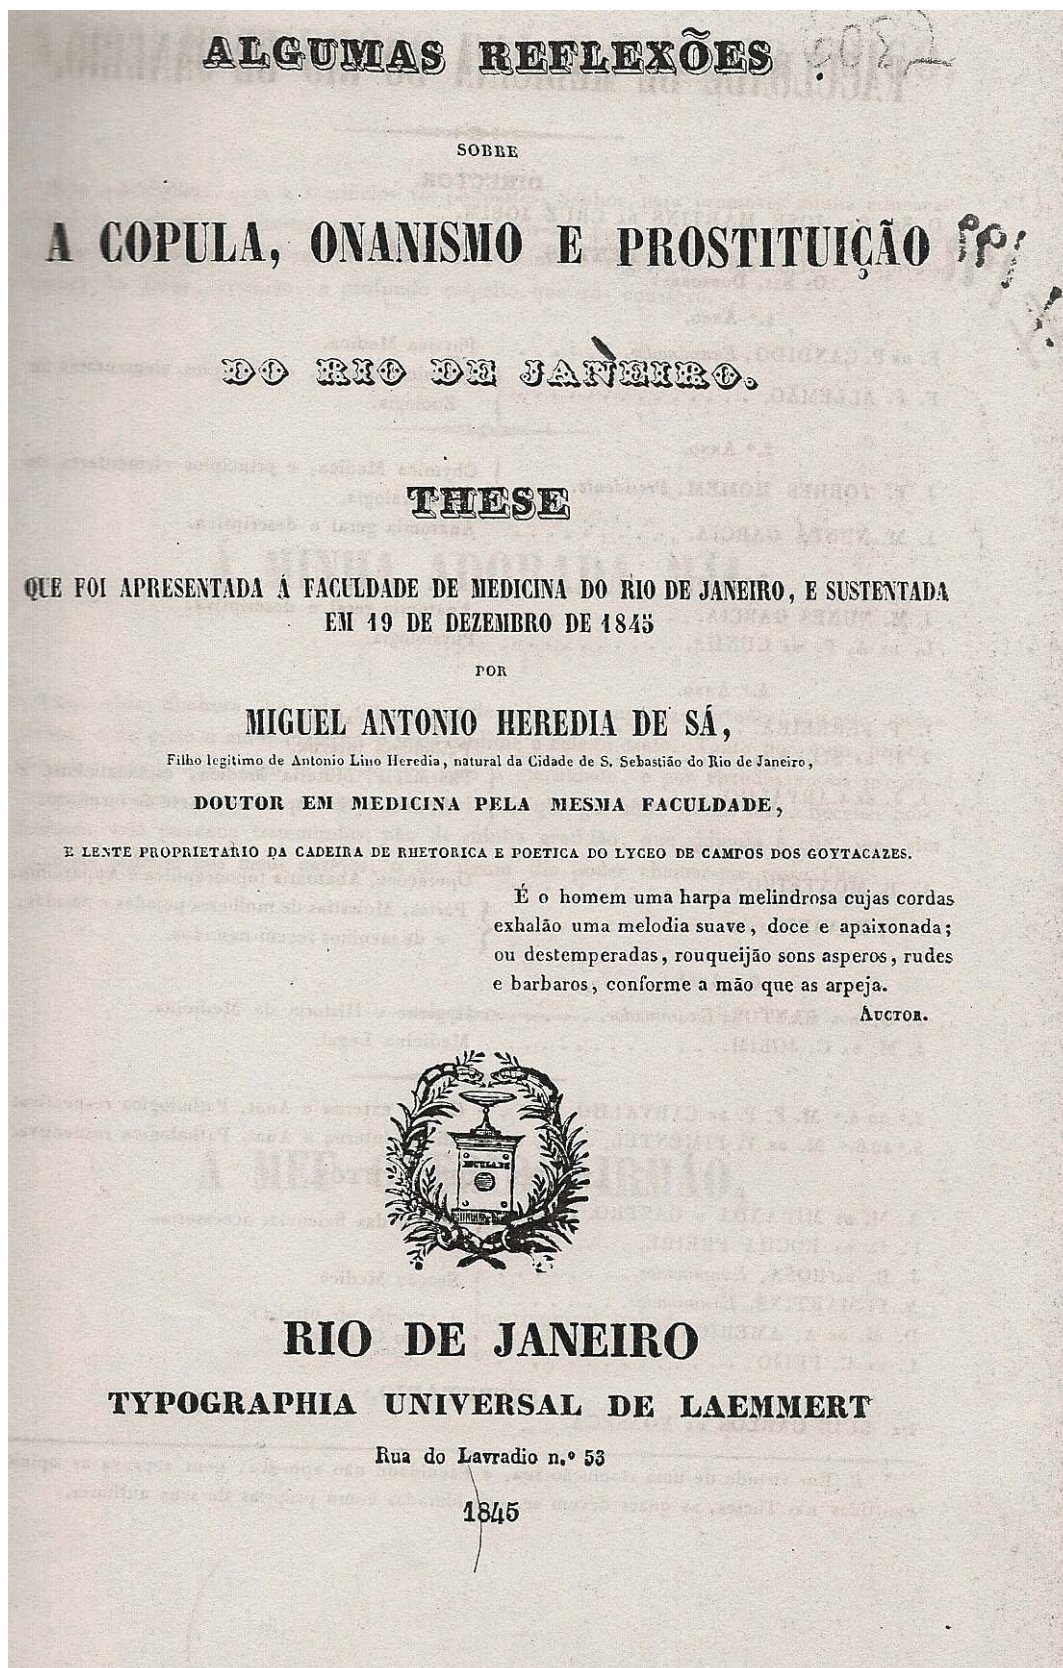 ALGUMAS REFLEXÕES
SOBRE
A COPULA, ONANISMO E PROSTITUIÇÃO
DO RIO DE JANEIRO.
THESE
QUE FOI APRESENTADA Á FACULDADE DE MEDICINA DO RIO DE JANEIRO, E SUSTENTADA
EM 19 DE DEZEMBRO DE 1845
POR
MIGUEL ANTONIO HEREDIA DE SÁ,
Filho legitimo de Antonio Lino Heredia, natural da Cidade de S. Sebastião do Rio de Janeiro,
DOUTOR EM MEDICINA PELA MESMA FACULDADE,
E LENTE PROPRIETARIO DA CADEIRA DE RHETORICA E POETICA DO LYCEO DE CAMPOS DOS GOYTACAZES.
É o homem uma harpa melindrosa cujas cordas
exhalão uma melodia suave, doce e apaixonada;
ou destemperadas, rouqueijão sons asperos, rudes
e barbaros, conforme a mão que as arpeja.
AUCTOR.
RIO DE JANEIRO
TYPOGRAPHIA UNIVERSAL DE LAEMMERT
Rua do Lavradio n.º 53
1845